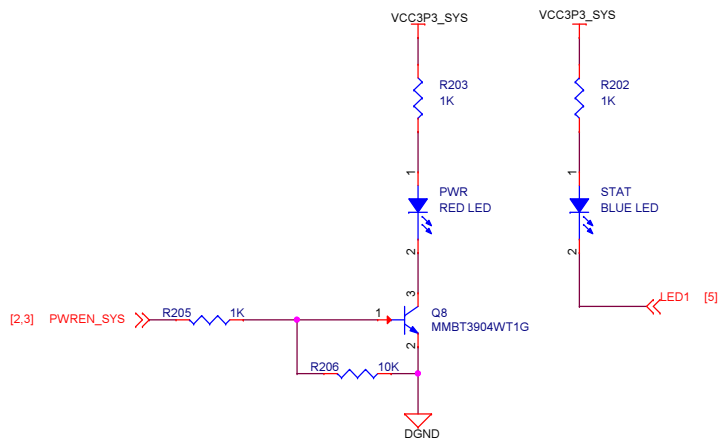 VCC3P3_SYS
VCC3P3_SYS
R203
1K
R202
1K
1
1
PWR
RED LED
STAT
BLUE LED
2
2
3
LED1 [5]
[2,3] PWREN_SYS
R205
1K
1
Q8
MMBT3904WT1G
2
R206
10K
DGND